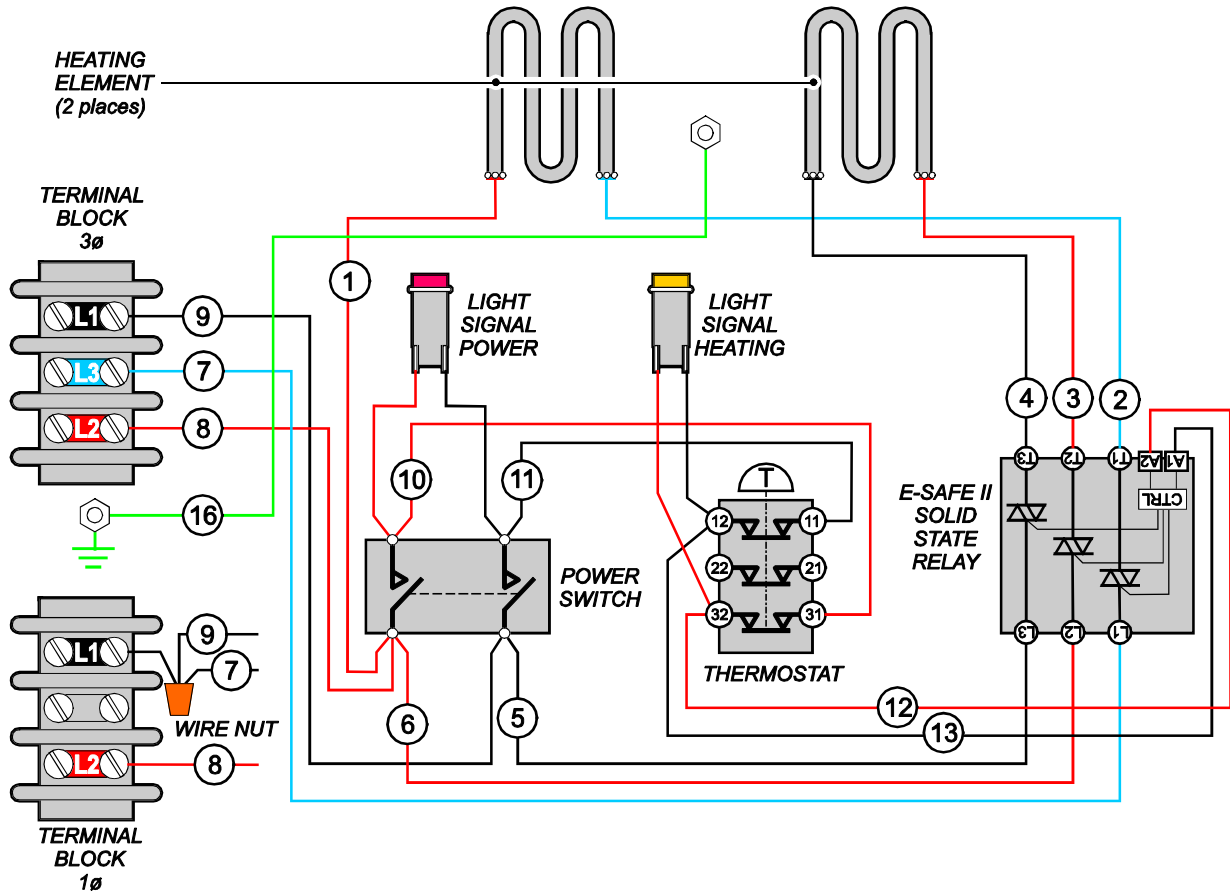 HEATING
ELEMENT
(2 places)
TERMINAL
BLOCK
3ø
L1
9
L3
7
L2
8
16
1
LIGHT
SIGNAL
POWER
LIGHT
SIGNAL
HEATING
10
11
4
3
2
T3
T2
T1
A2
A1
CTRL
E-SAFE II
SOLID
STATE
RELAY
L3
L2
L1
T
12
11
22
21
32
31
THERMOSTAT
POWER
SWITCH
L1
9
7
WIRE NUT
L2
8
6
5
12
13
TERMINAL
BLOCK
1ø